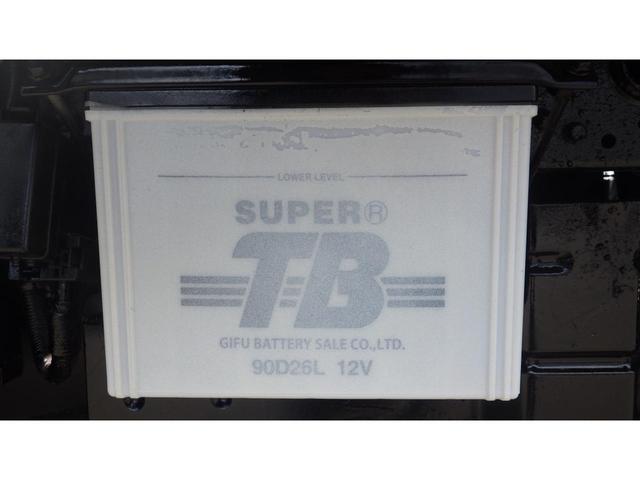 LOWER LEVEL
SUPER®
TB
GIFU BATTERY SALE CO.,LTD.
90D26L 12V